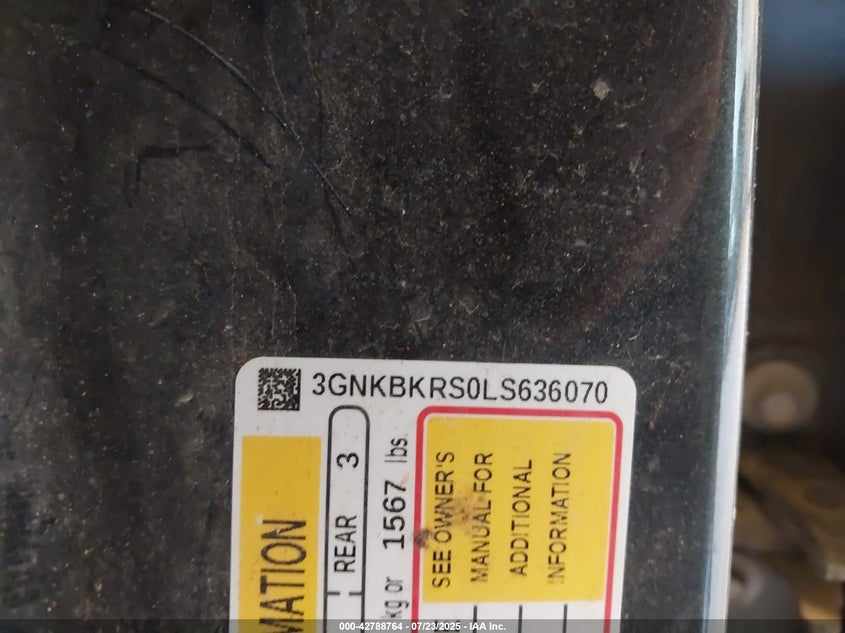 3GNKBKRS0LS636070
MATION
REAR 3
kg or 1567 lbs.
SEE OWNER'S
MANUAL FOR
ADDITIONAL
INFORMATION
000-42788764 - 07/23/2025 - IAA Inc.